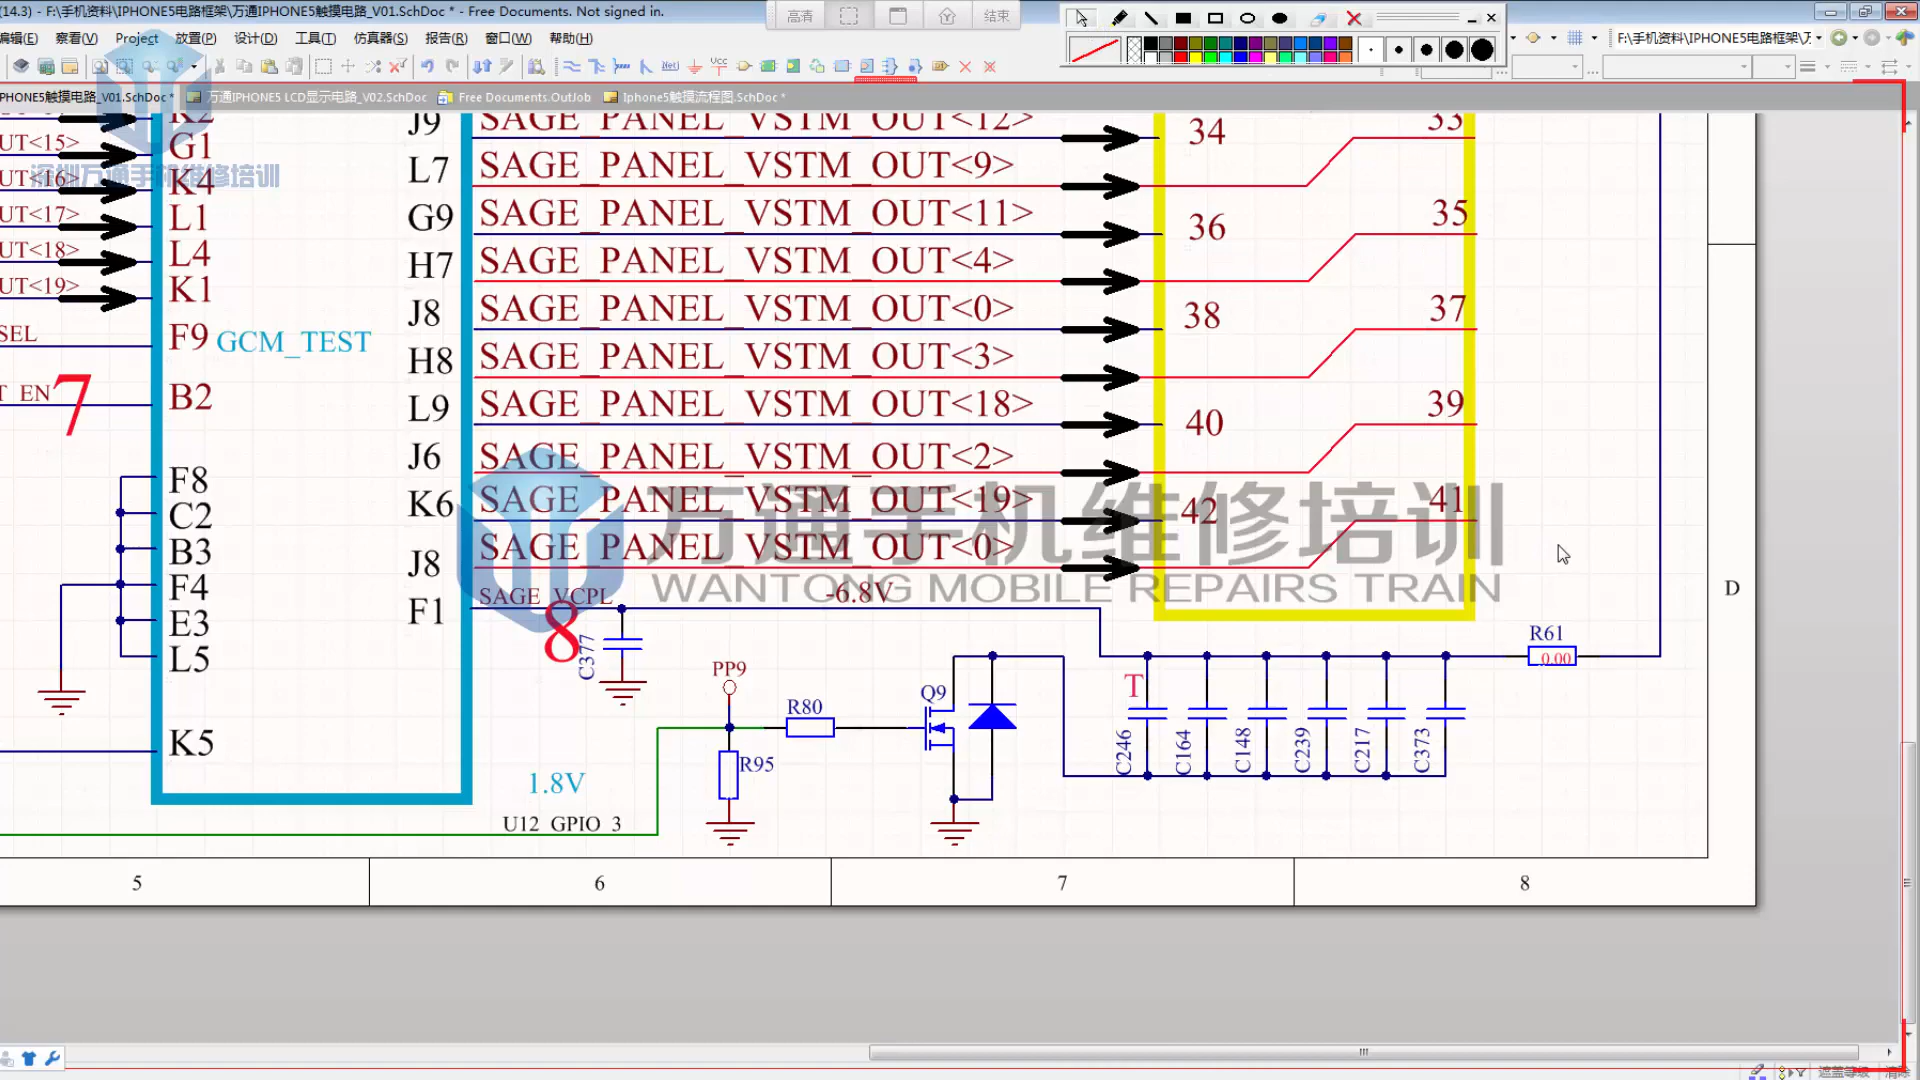 (14.3) - F:\手机资料\IPHONE5电路框架\万通IPHONE5触摸电路_V01.SchDoc * - Free Documents. Not signed in.
高清
结束
编辑(E) 察看(V) Project 放置(P) 设计(D) 工具(T) 仿真器(S) 报告(R) 窗口(W) 帮助(H)
F:\手机资料\IPHONE5电路框架\万
PHONE5触摸电路_V01.SchDoc * 万通IPHONE5 LCD显示电路_V02.SchDoc Free Documents.OutJob Iphone5触摸流程图.SchDoc *
K2
UT<15> G1
UT<16> K4
UT<17> L1
UT<18> L4
UT<19> K1
SEL F9 GCM_TEST
T_EN 7 B2
F8
C2
B3
F4
E3
L5
K5
深圳万通手机维修培训
J9 SAGE_PANEL_VSTM_OUT<12> 34 33
L7 SAGE_PANEL_VSTM_OUT<9>
G9 SAGE_PANEL_VSTM_OUT<11> 36 35
H7 SAGE_PANEL_VSTM_OUT<4>
J8 SAGE_PANEL_VSTM_OUT<0> 38 37
H8 SAGE_PANEL_VSTM_OUT<3>
L9 SAGE_PANEL_VSTM_OUT<18> 40 39
J6 SAGE_PANEL_VSTM_OUT<2>
K6 SAGE_PANEL_VSTM_OUT<19> 42 41
J8 SAGE_PANEL_VSTM_OUT<0>
F1 SAGE_VCPL -6.8V
万通手机维修培训
WANTONG MOBILE REPAIRS TRAIN
D
8
C377
PP9
R80
R95
Q9
R61
0.00
T
C246 C164 C148 C239 C217 C373
1.8V
U12_GPIO_3
5 6 7 8
遮盖等级 清除